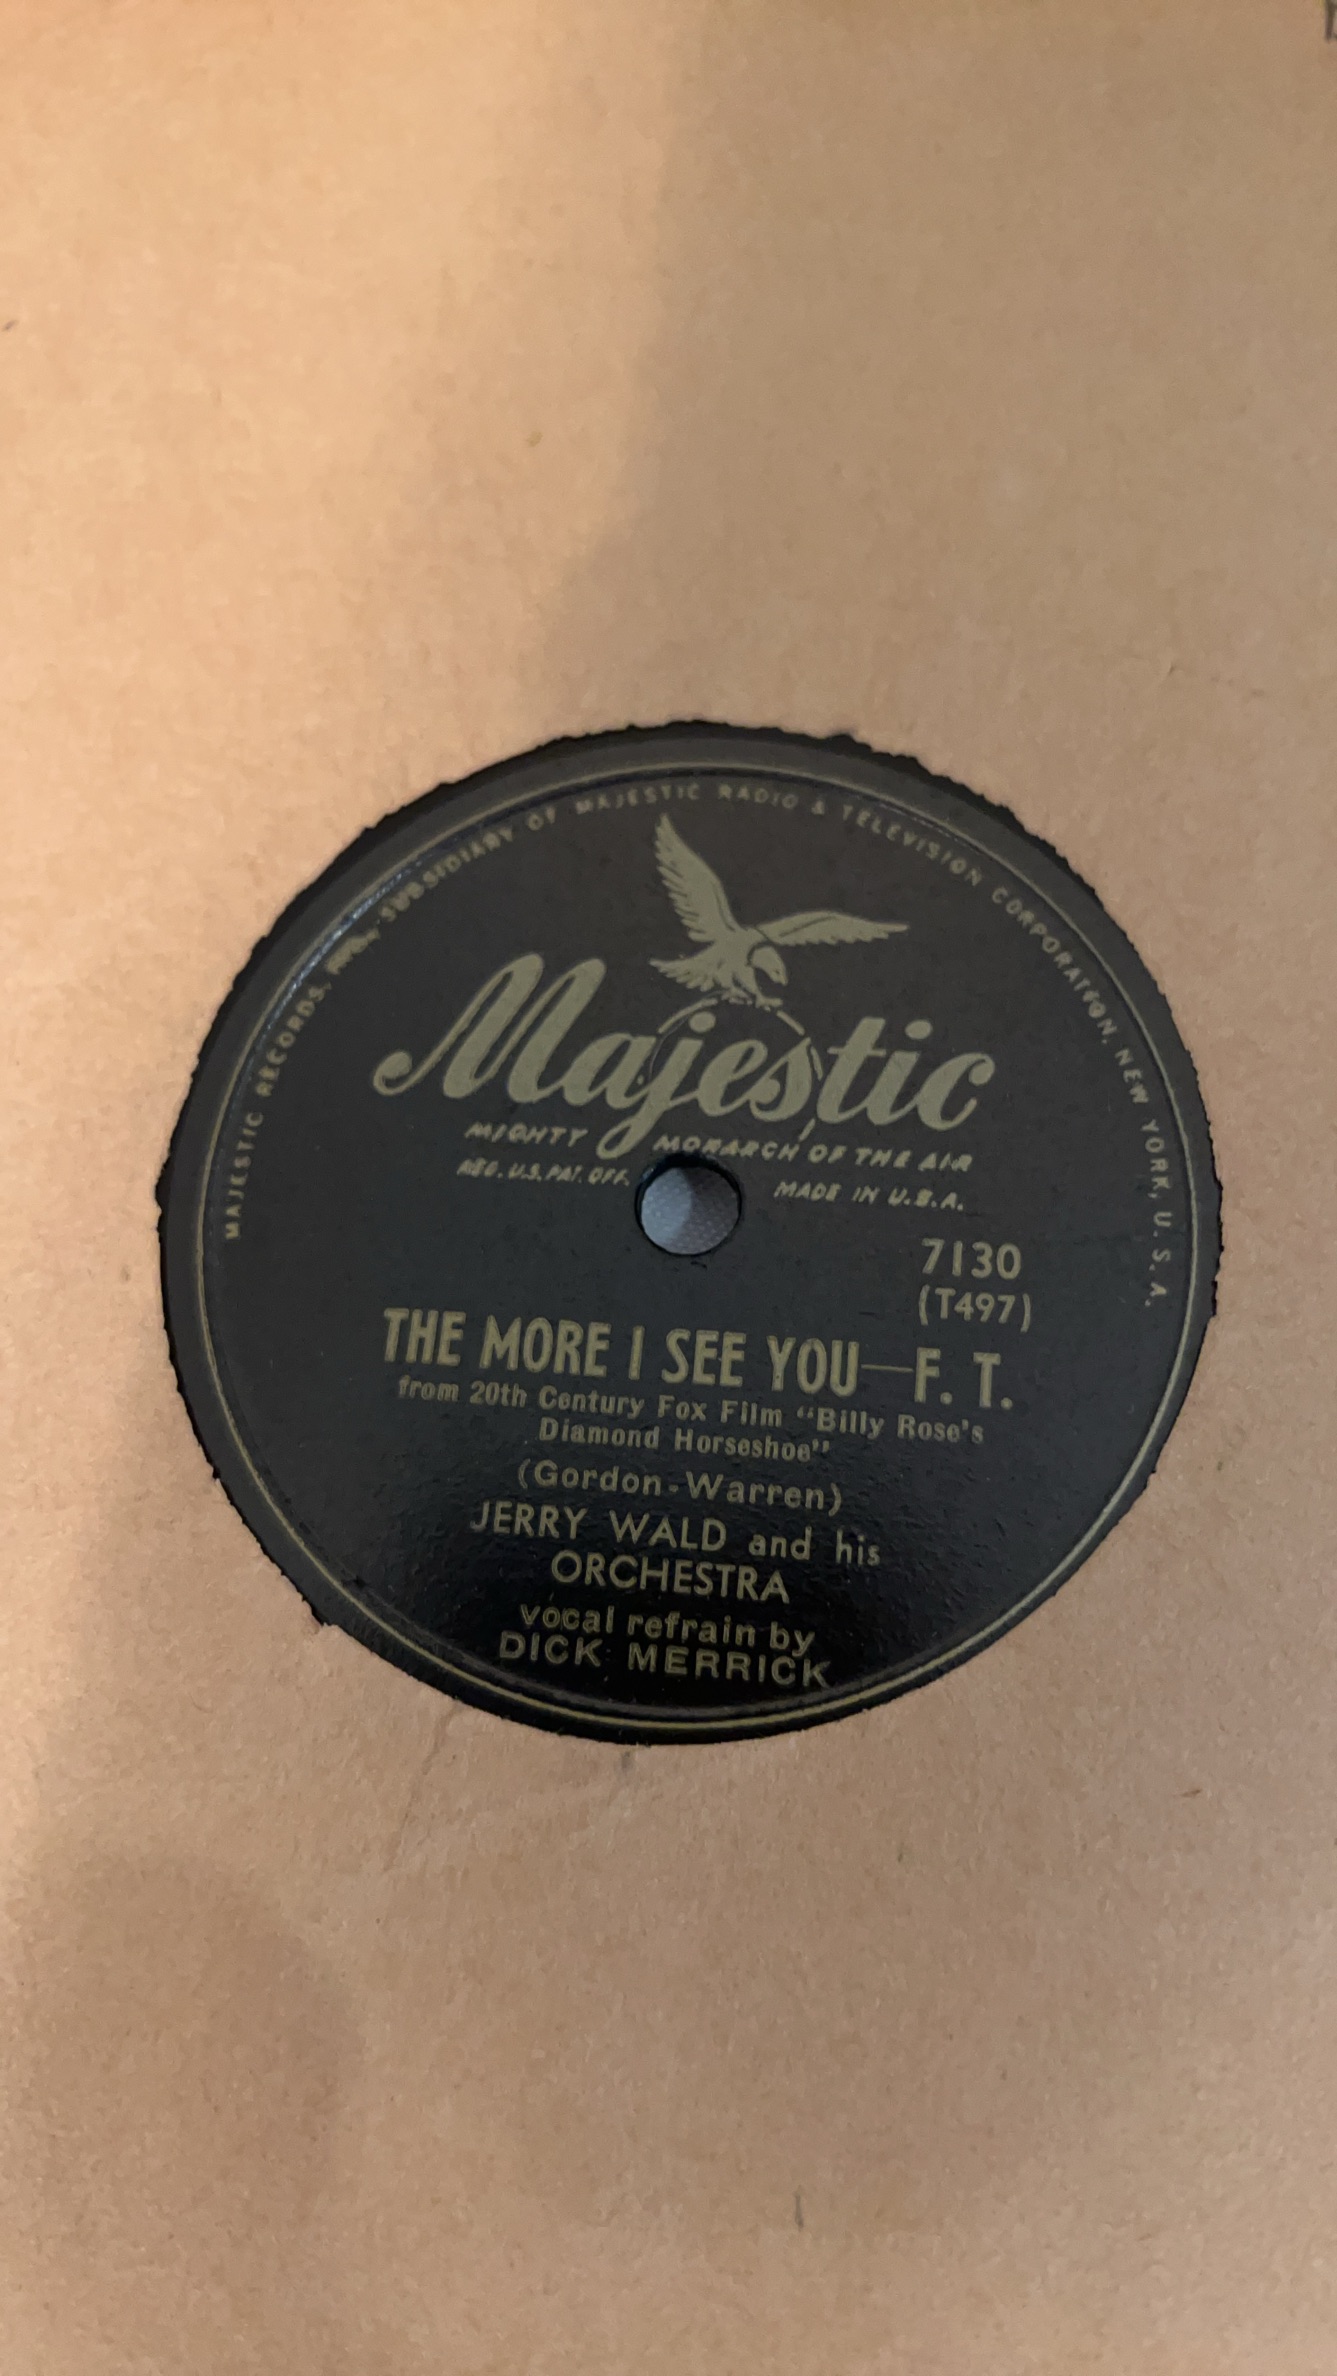 MAJESTIC RECORDS, INC., SUBSIDIARY OF MAJESTIC RADIO & TELEVISION CORPORATION, NEW YORK, U. S. A.
Majestic
MIGHTY MONARCH OF THE AIR
REG. U.S. PAT. OFF. MADE IN U.S.A.
7130
(T497)
THE MORE I SEE YOU—F. T.
from 20th Century Fox Film “Billy Rose's
Diamond Horseshoe”
(Gordon-Warren)
JERRY WALD and his
ORCHESTRA
vocal refrain by
DICK MERRICK